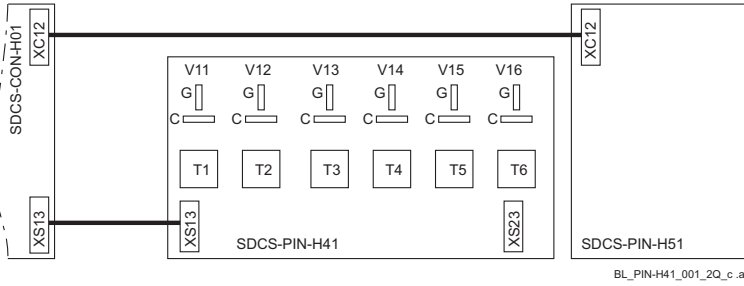 SDCS-CON-H01
XC12
XS13
V11 V12 V13 V14 V15 V16
G G G G G G
C C C C C C
T1 T2 T3 T4 T5 T6
XS13
XS23
SDCS-PIN-H41
XC12
SDCS-PIN-H51
BL_PIN-H41_001_2Q_c .a